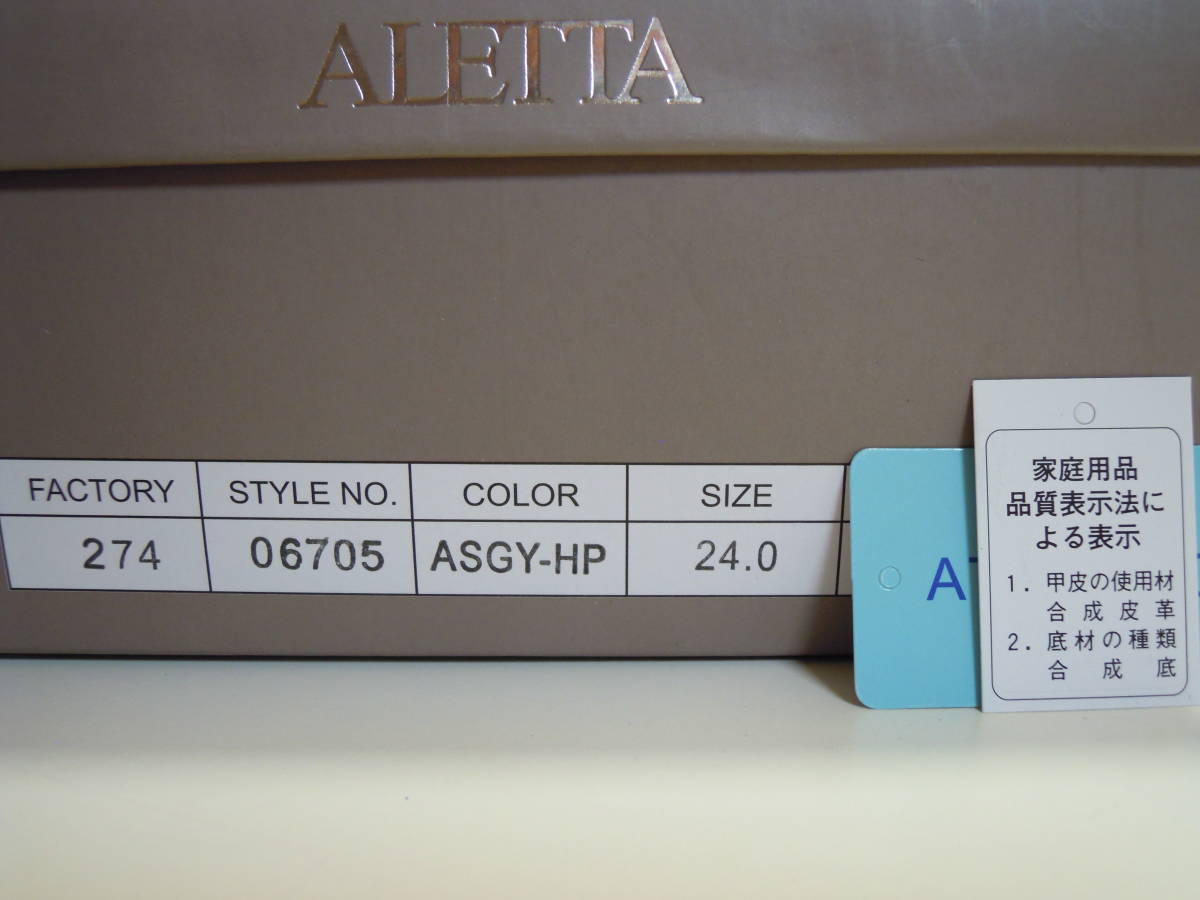 ALETTA
FACTORY STYLE NO. COLOR SIZE
274 06705 ASGY-HP 24.0
家庭用品
品質表示法に
よる表示
1. 甲皮の使用材
合成皮革
2. 底材の種類
合成底